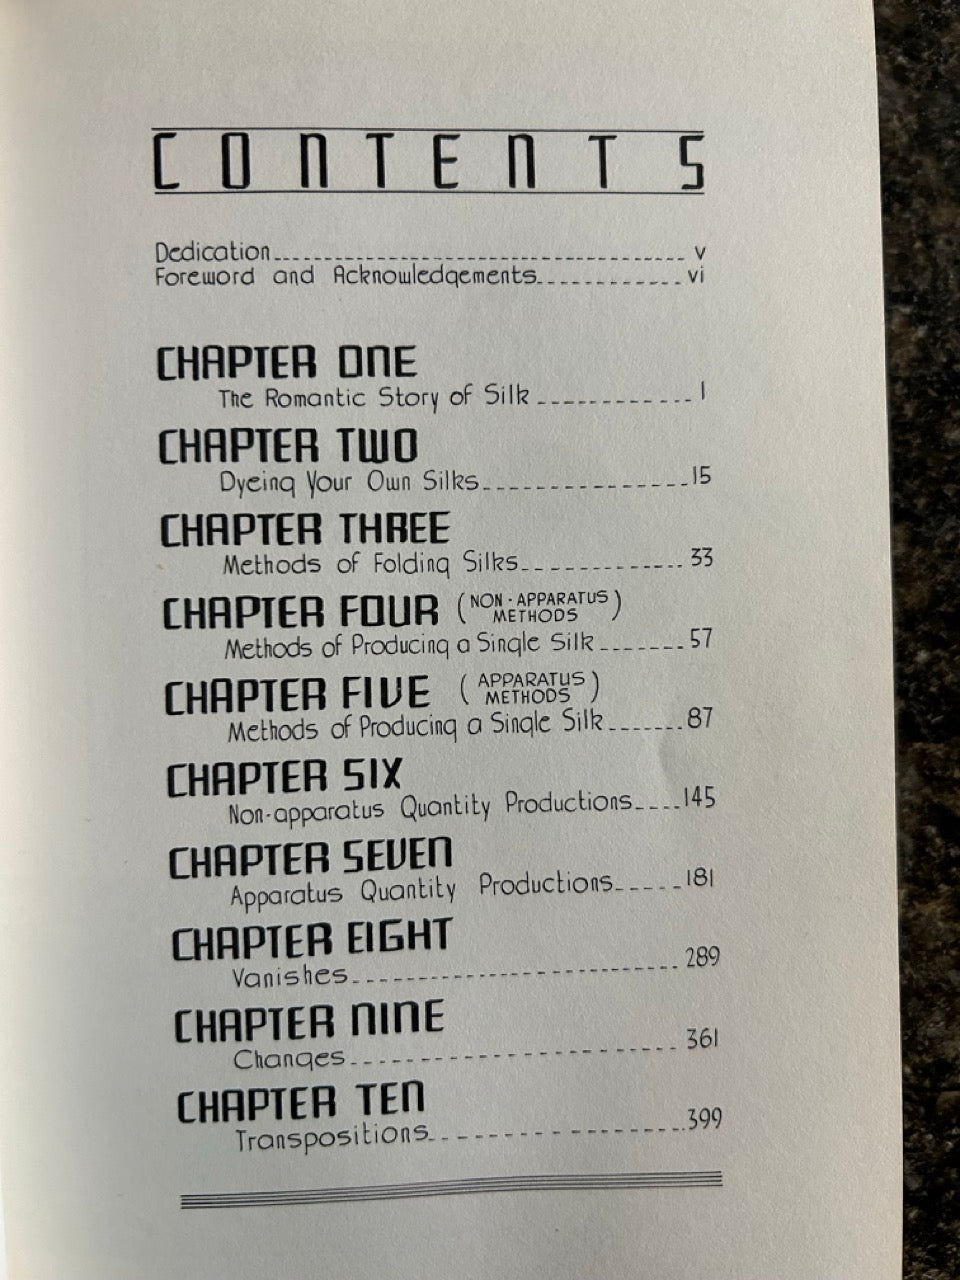 CONTENTS
Dedication v
Foreword and Acknowledgements vi
CHAPTER ONE
The Romantic Story of Silk 1
CHAPTER TWO
Dyeing Your Own Silks 15
CHAPTER THREE
Methods of Folding Silks 33
CHAPTER FOUR (NON-APPARATUS METHODS)
Methods of Producing a Single Silk 57
CHAPTER FIVE (APPARATUS METHODS)
Methods of Producing a Single Silk 87
CHAPTER SIX
Non-apparatus Quantity Productions 145
CHAPTER SEVEN
Apparatus Quantity Productions 181
CHAPTER EIGHT
Vanishes 289
CHAPTER NINE
Changes 361
CHAPTER TEN
Transpositions 399